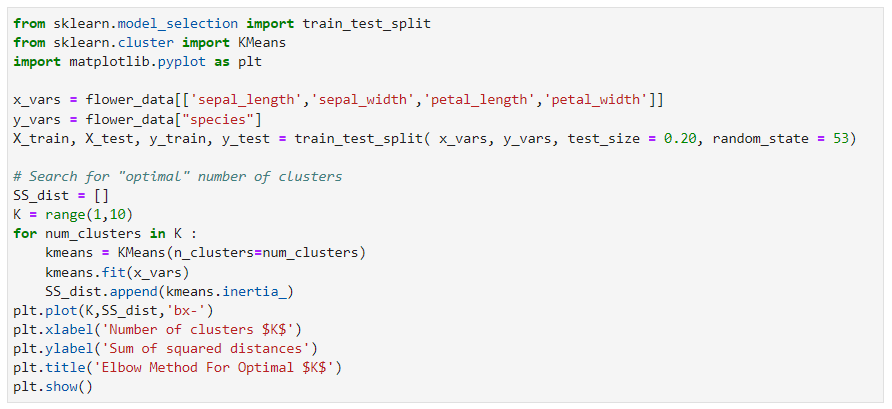 from sklearn.model_selection import train_test_split
from sklearn.cluster import KMeans
import matplotlib.pyplot as plt

x_vars = flower_data[['sepal_length','sepal_width','petal_length','petal_width']]
y_vars = flower_data["species"]
X_train, X_test, y_train, y_test = train_test_split( x_vars, y_vars, test_size = 0.20, random_state = 53)

# Search for "optimal" number of clusters
SS_dist = []
K = range(1,10)
for num_clusters in K :
    kmeans = KMeans(n_clusters=num_clusters)
    kmeans.fit(x_vars)
    SS_dist.append(kmeans.inertia_)
plt.plot(K,SS_dist,'bx-')
plt.xlabel('Number of clusters $K$')
plt.ylabel('Sum of squared distances')
plt.title('Elbow Method For Optimal $K$')
plt.show()